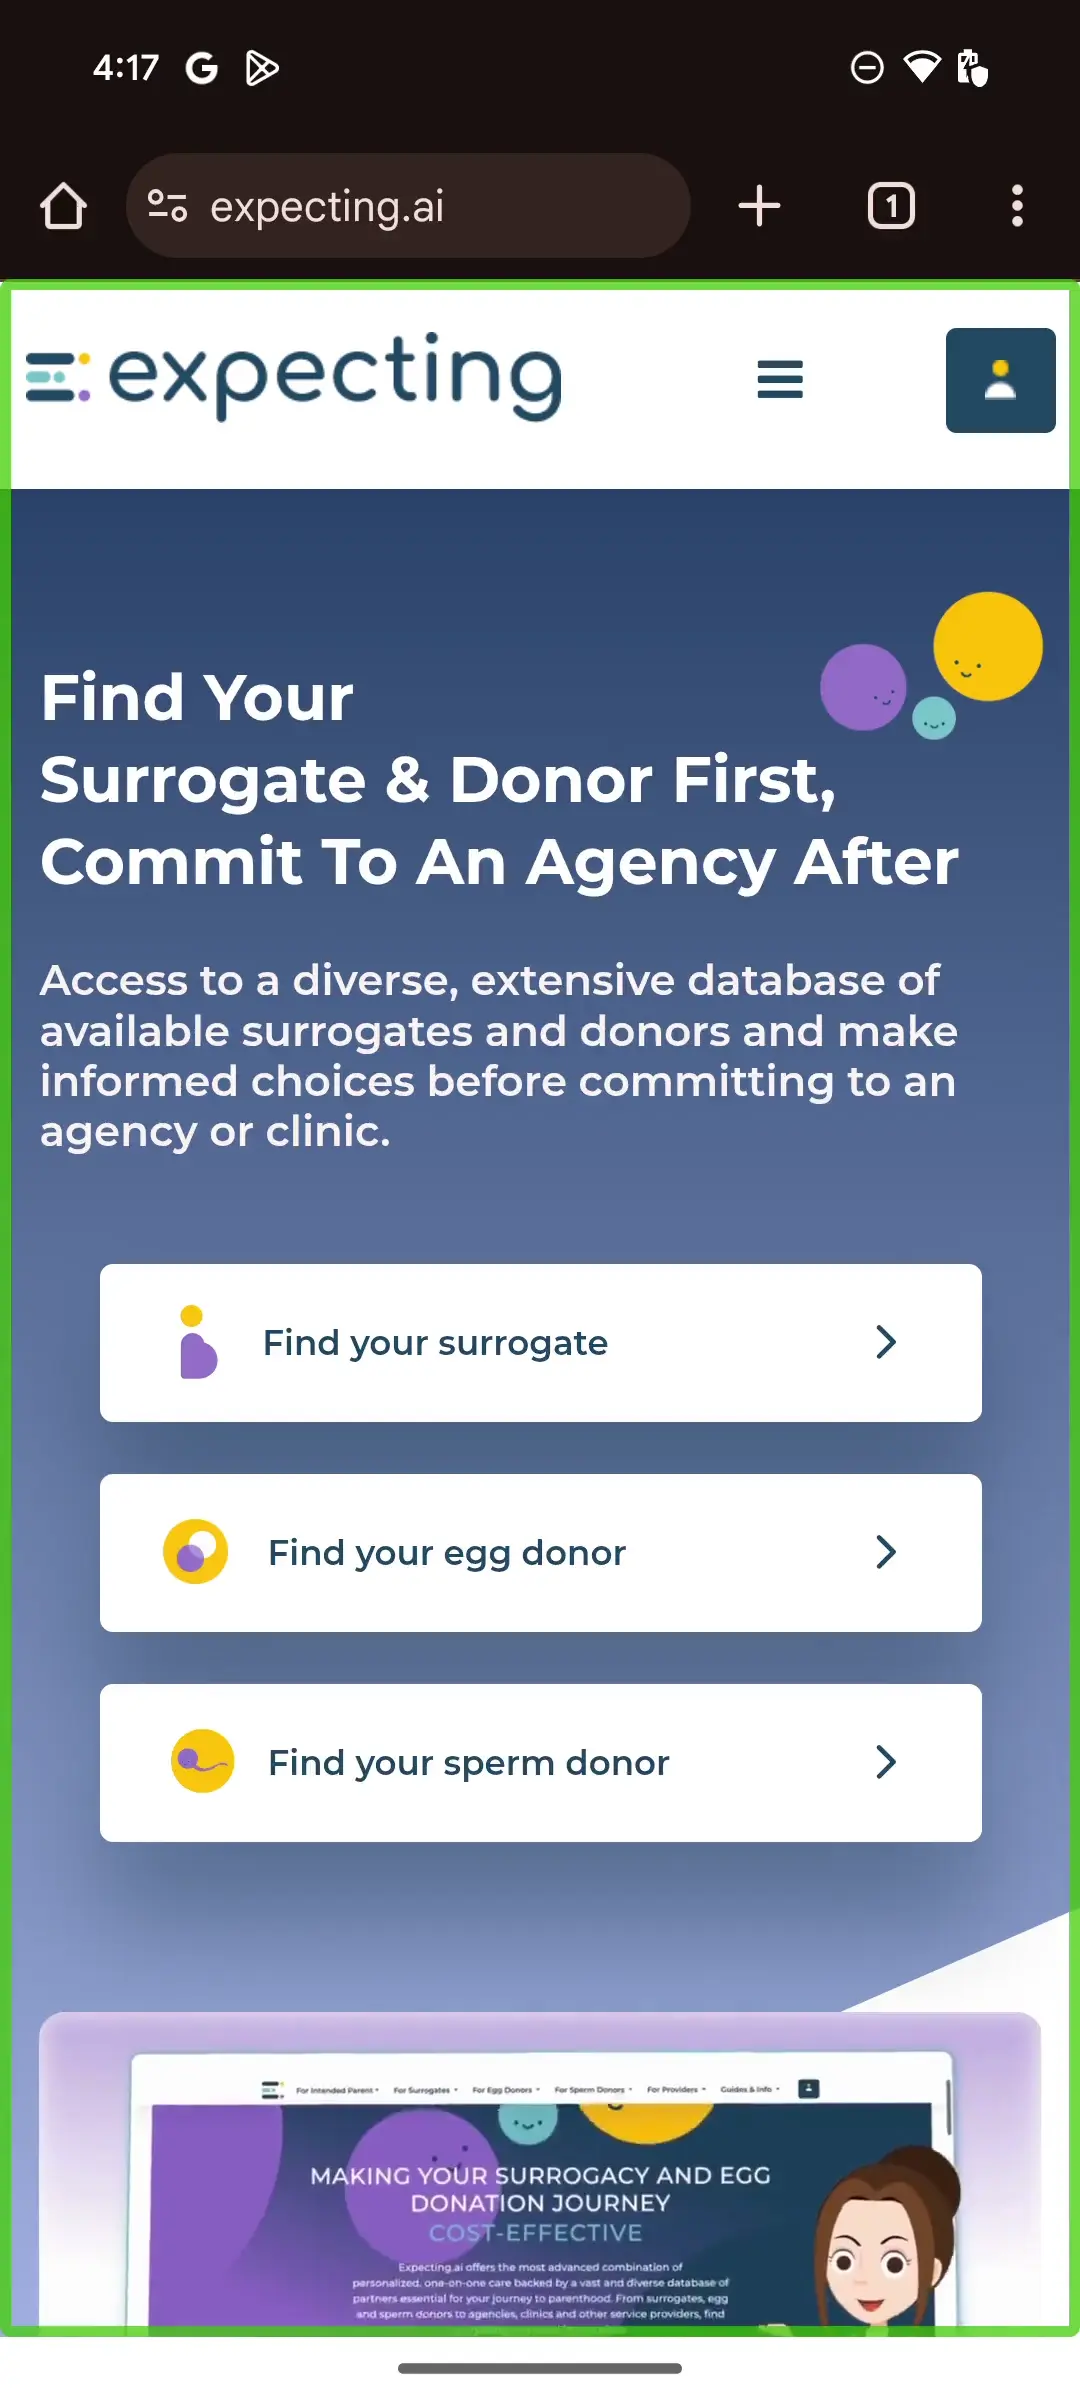 4:17
expecting.ai
1
expecting
Find Your
Surrogate & Donor First,
Commit To An Agency After
Access to a diverse, extensive database of
available surrogates and donors and make
informed choices before committing to an
agency or clinic.
Find your surrogate
Find your egg donor
Find your sperm donor
For Intended Parent
For Surrogates
For Egg Donors
For Sperm Donors
For Providers
Guides & Info
MAKING YOUR SURROGACY AND EGG
DONATION JOURNEY
COST-EFFECTIVE
Expecting.ai offers the most advanced combination of
personalized, one-on-one care backed by a vast and diverse database of
partners essential for your journey to parenthood. From surrogates, egg
and sperm donors to agencies, clinics and other service providers, find